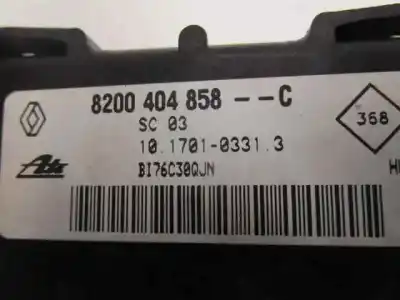 8200 404 858 -- C
SC 03
368
10.1701-0331.3
Ate
BI76C30QJN